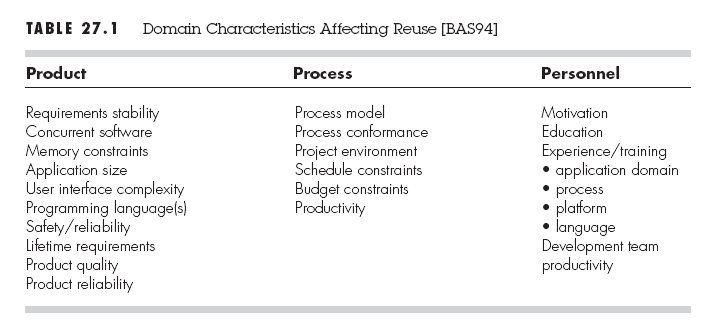 TABLE 27.1 Domain Characteristics Affecting Reuse [BAS94]
Product Process Personnel
Requirements stability Process model Motivation
Concurrent software Process conformance Education
Memory constraints Project environment Experience/training
Application size Schedule constraints • application domain
User interface complexity Budget constraints • process
Programming language(s) Productivity • platform
Safety/reliability • language
Lifetime requirements Development team
Product quality productivity
Product reliability